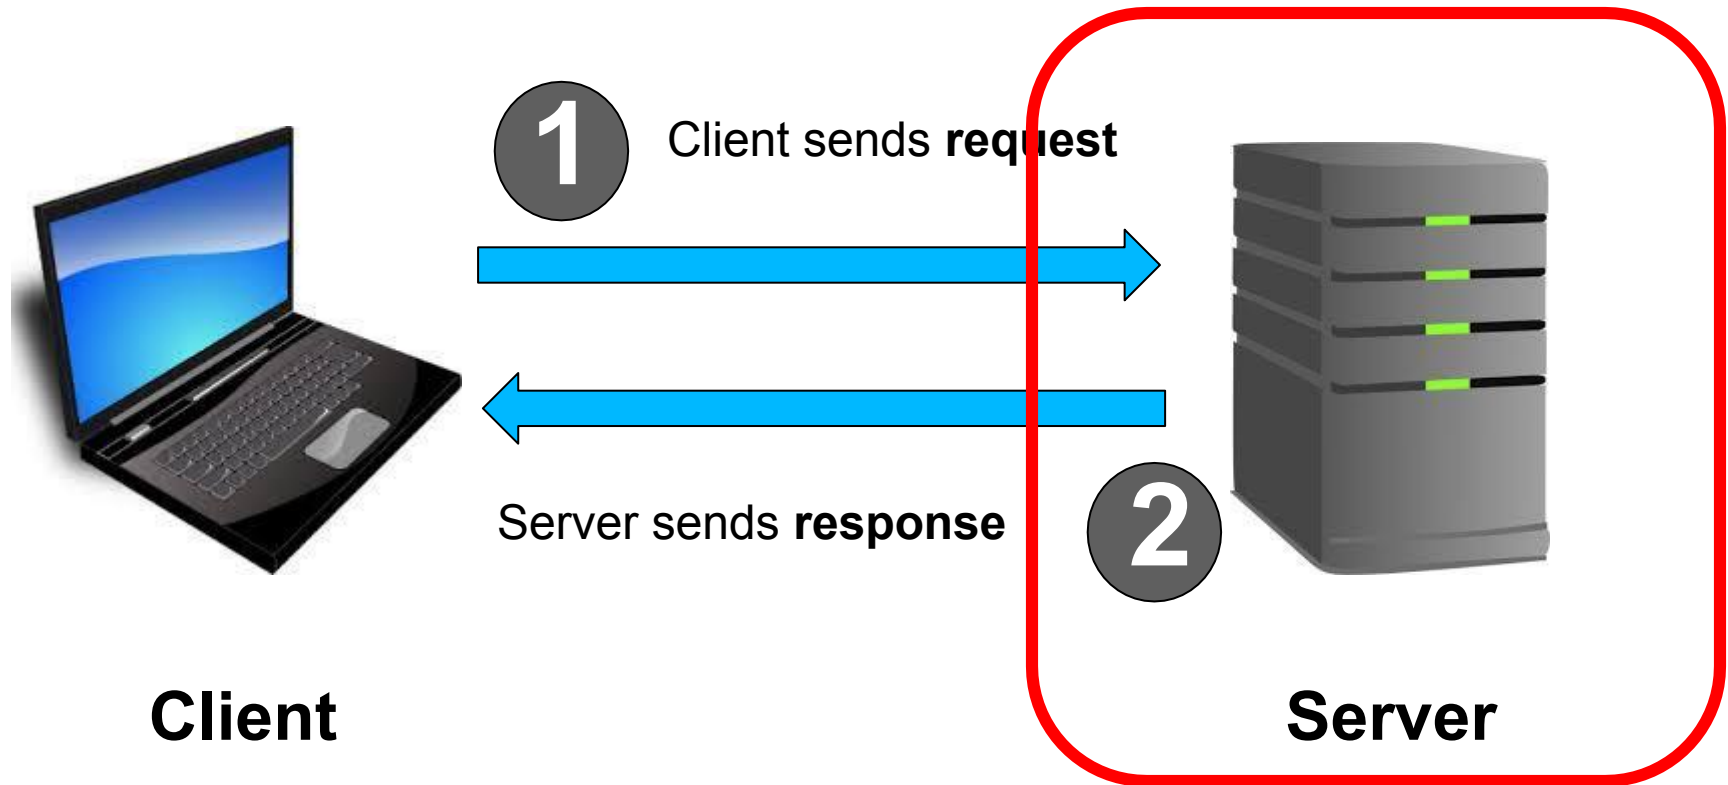 1
Client sends request
Server sends response
2
Client
Server